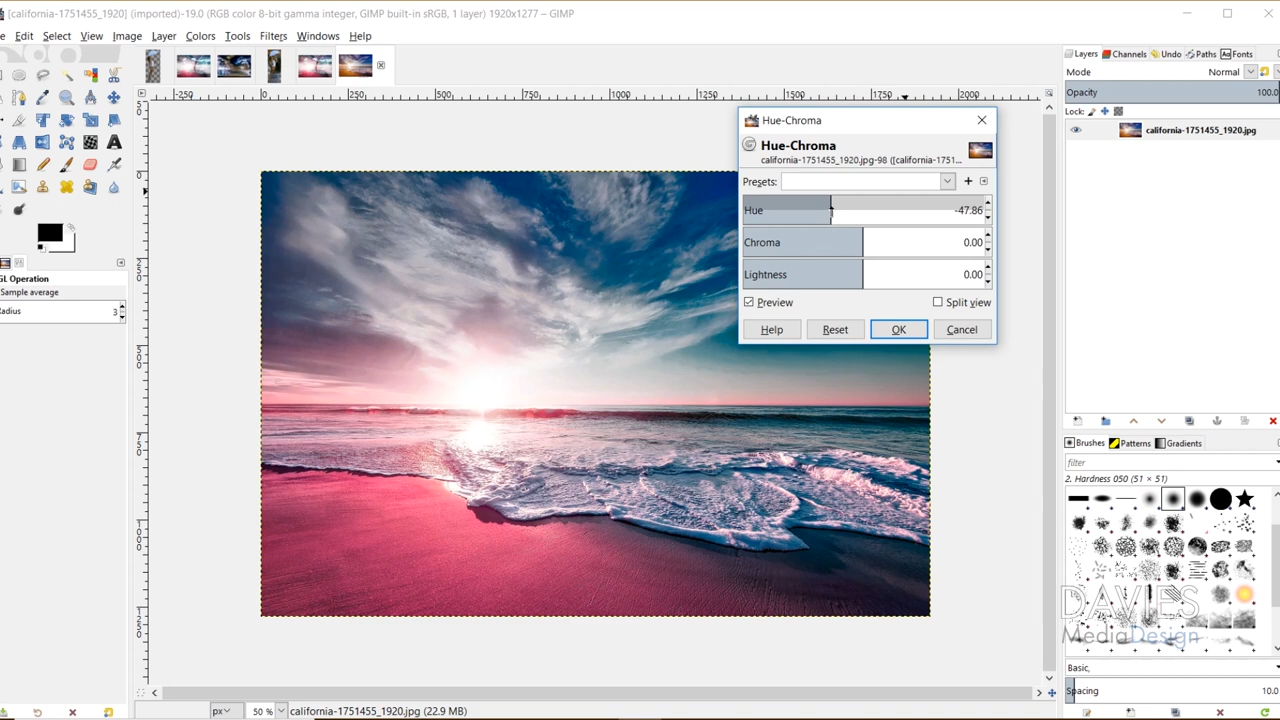 [california-1751455_1920] (imported)-19.0 (RGB color 8-bit gamma integer, GIMP built-in sRGB, 1 layer) 1920x1277 – GIMP
Edit Select View Image Layer Colors Tools Filters Windows Help
Layers Channels Undo Paths Fonts
Mode Normal
Opacity 100.0
Lock:
california-1751455_1920.jpg
-250 0 250 500 750 1000 1250 1500 1750 2000
Hue-Chroma
Hue-Chroma
california-1751455_1920.jpg-98 ([california-1751...
Presets:
Hue -47.86
Chroma 0.00
Lightness 0.00
Preview Split view
Help Reset OK Cancel
GL Operation
Sample average
adius 3
Brushes Patterns Gradients
filter
2. Hardness 050 (51 × 51)
DAVIES
MediaDesign
Basic,
Spacing 10.0
px 50 % california-1751455_1920.jpg (22.9 MB)